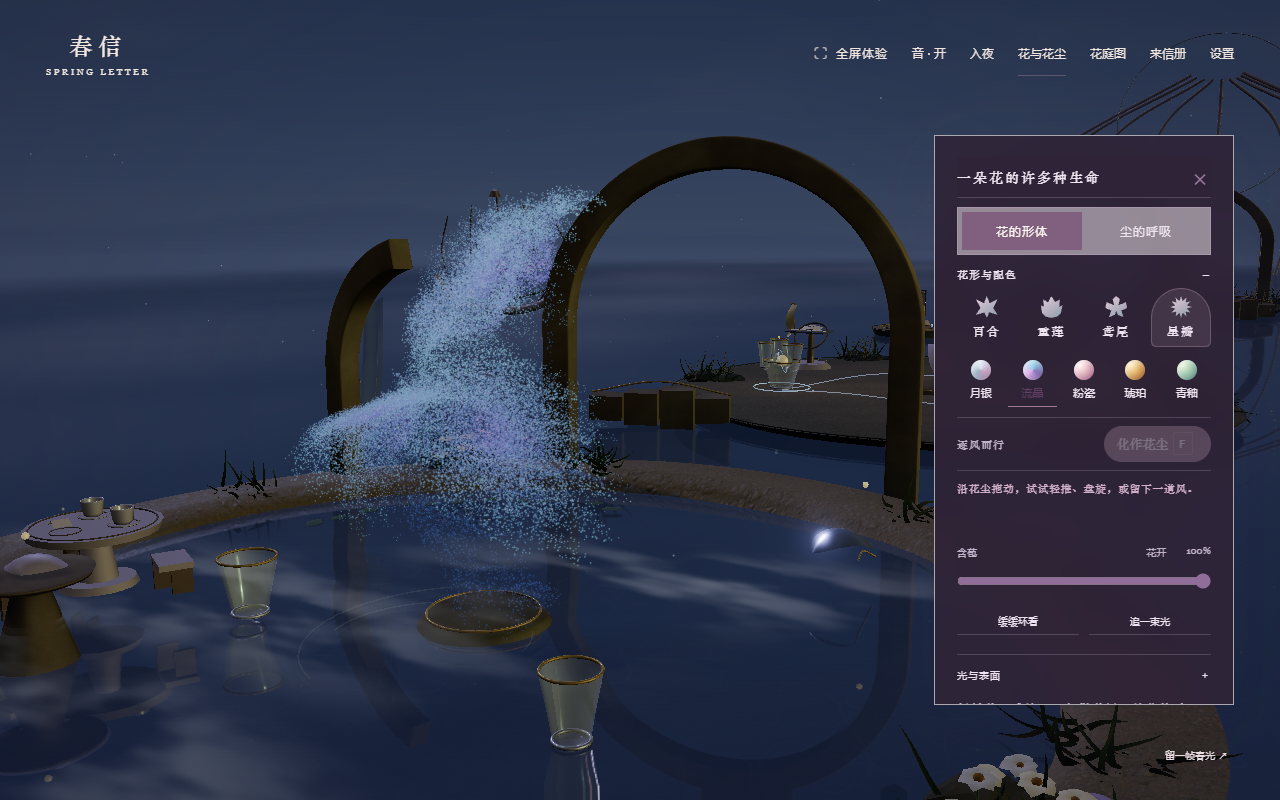 春信
SPRING LETTER
全屏体验 音·开 入夜 花与花尘 花庭图 来信册 设置
一朵花的许多种生命
花的形体 尘的呼吸
花形与配色
百合 重莲 鸢尾 星瓣
月银 流晶 粉瓷 琥珀 青釉
逐风而行 化作花尘 F
沿花尘拖动，试试轻推、盘旋，或留下一道风。
含苞 花开 100%
缓缓环看 追一束光
光与表面
留一帧春光 ↗